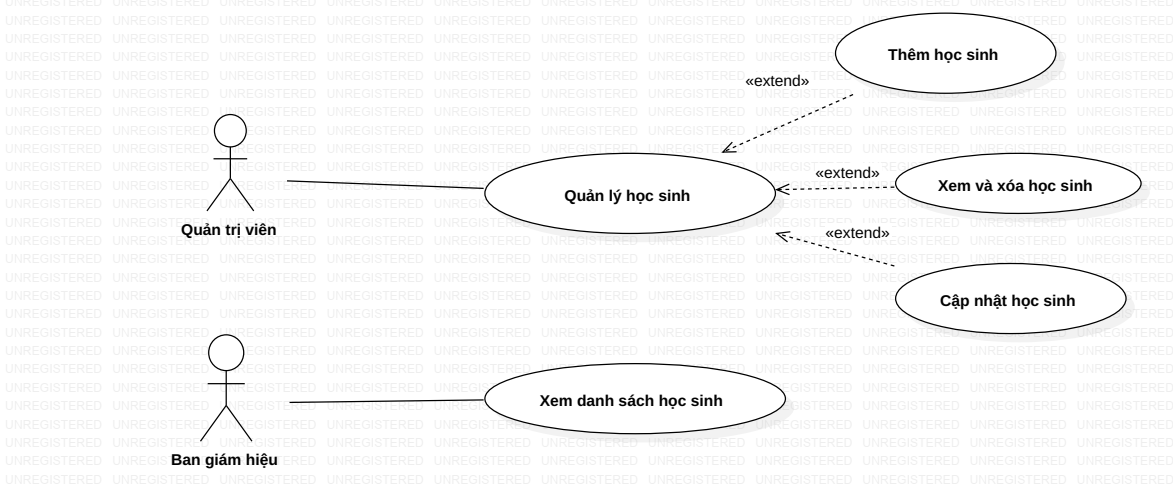 Thêm học sinh
«extend»
«extend»
Xem và xóa học sinh
Quản lý học sinh
Quản trị viên
«extend»
Cập nhật học sinh
Xem danh sách học sinh
Ban giám hiệu
UNREGISTERED